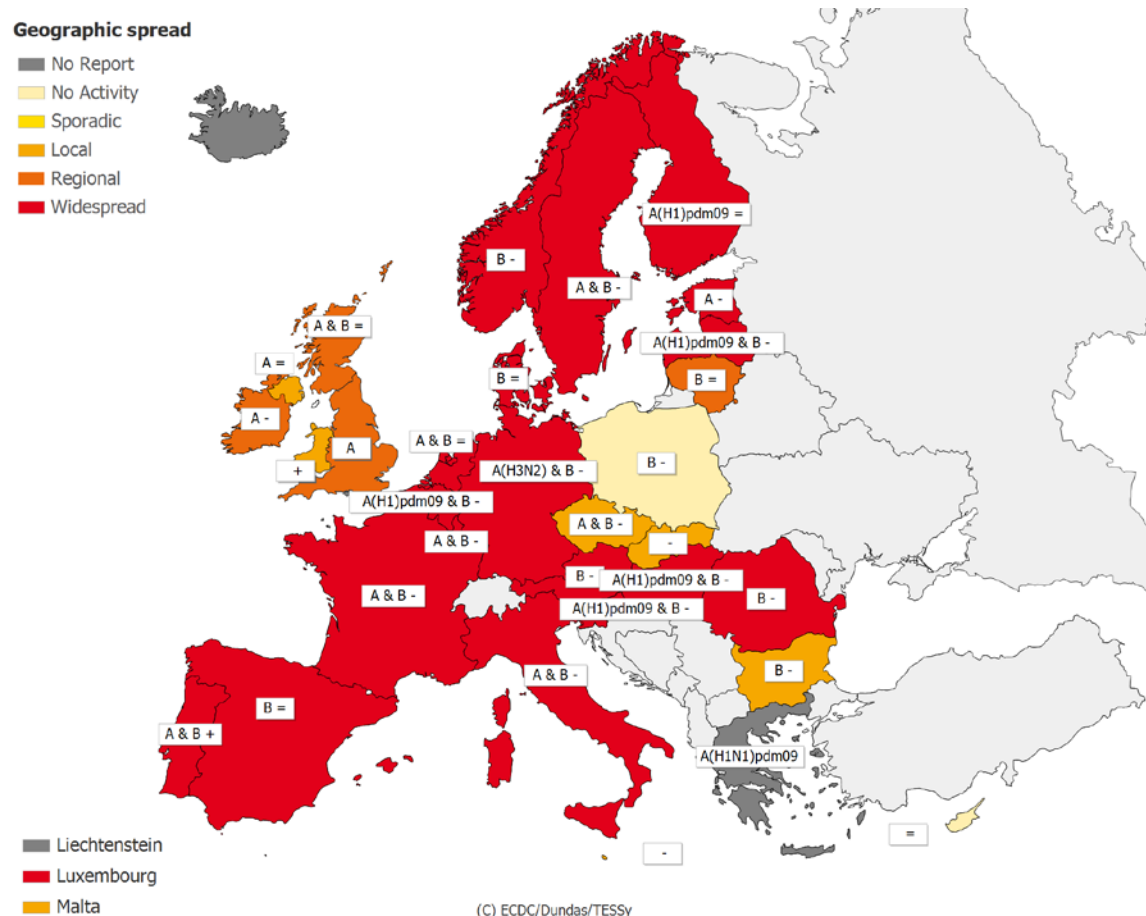 Geographic spread
No Report
No Activity
Sporadic
Local
Regional
Widespread
A(H1)pdm09 =
B -
A & B -
A -
A & B =
A(H1)pdm09 & B -
A =
B =
B =
A -
A & B =
A
B -
+
A(H3N2) & B -
A(H1)pdm09 & B -
A & B -
A & B -
-
B -
A(H1)pdm09 & B -
A & B -
B -
A(H1)pdm09 & B -
B -
A & B -
B =
A & B +
A(H1N1)pdm09
=
Liechtenstein
-
Luxembourg
Malta
(C) ECDC/Dundas/TESSy